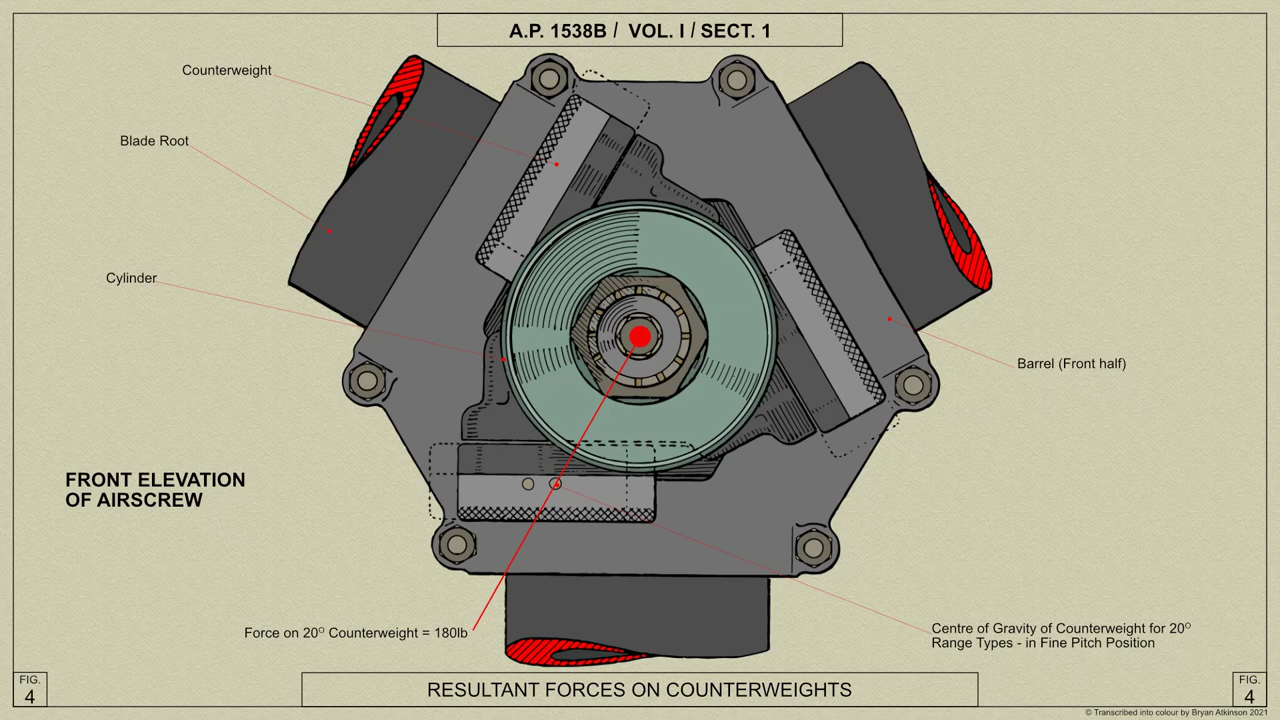 A.P. 1538B / VOL. I / SECT. 1
Counterweight
Blade Root
Cylinder
Barrel (Front half)
FRONT ELEVATION
OF AIRSCREW
Force on 20° Counterweight = 180lb
Centre of Gravity of Counterweight for 20°
Range Types - in Fine Pitch Position
FIG.
4
RESULTANT FORCES ON COUNTERWEIGHTS
FIG.
4
© Transcribed into colour by Bryan Atkinson 2021